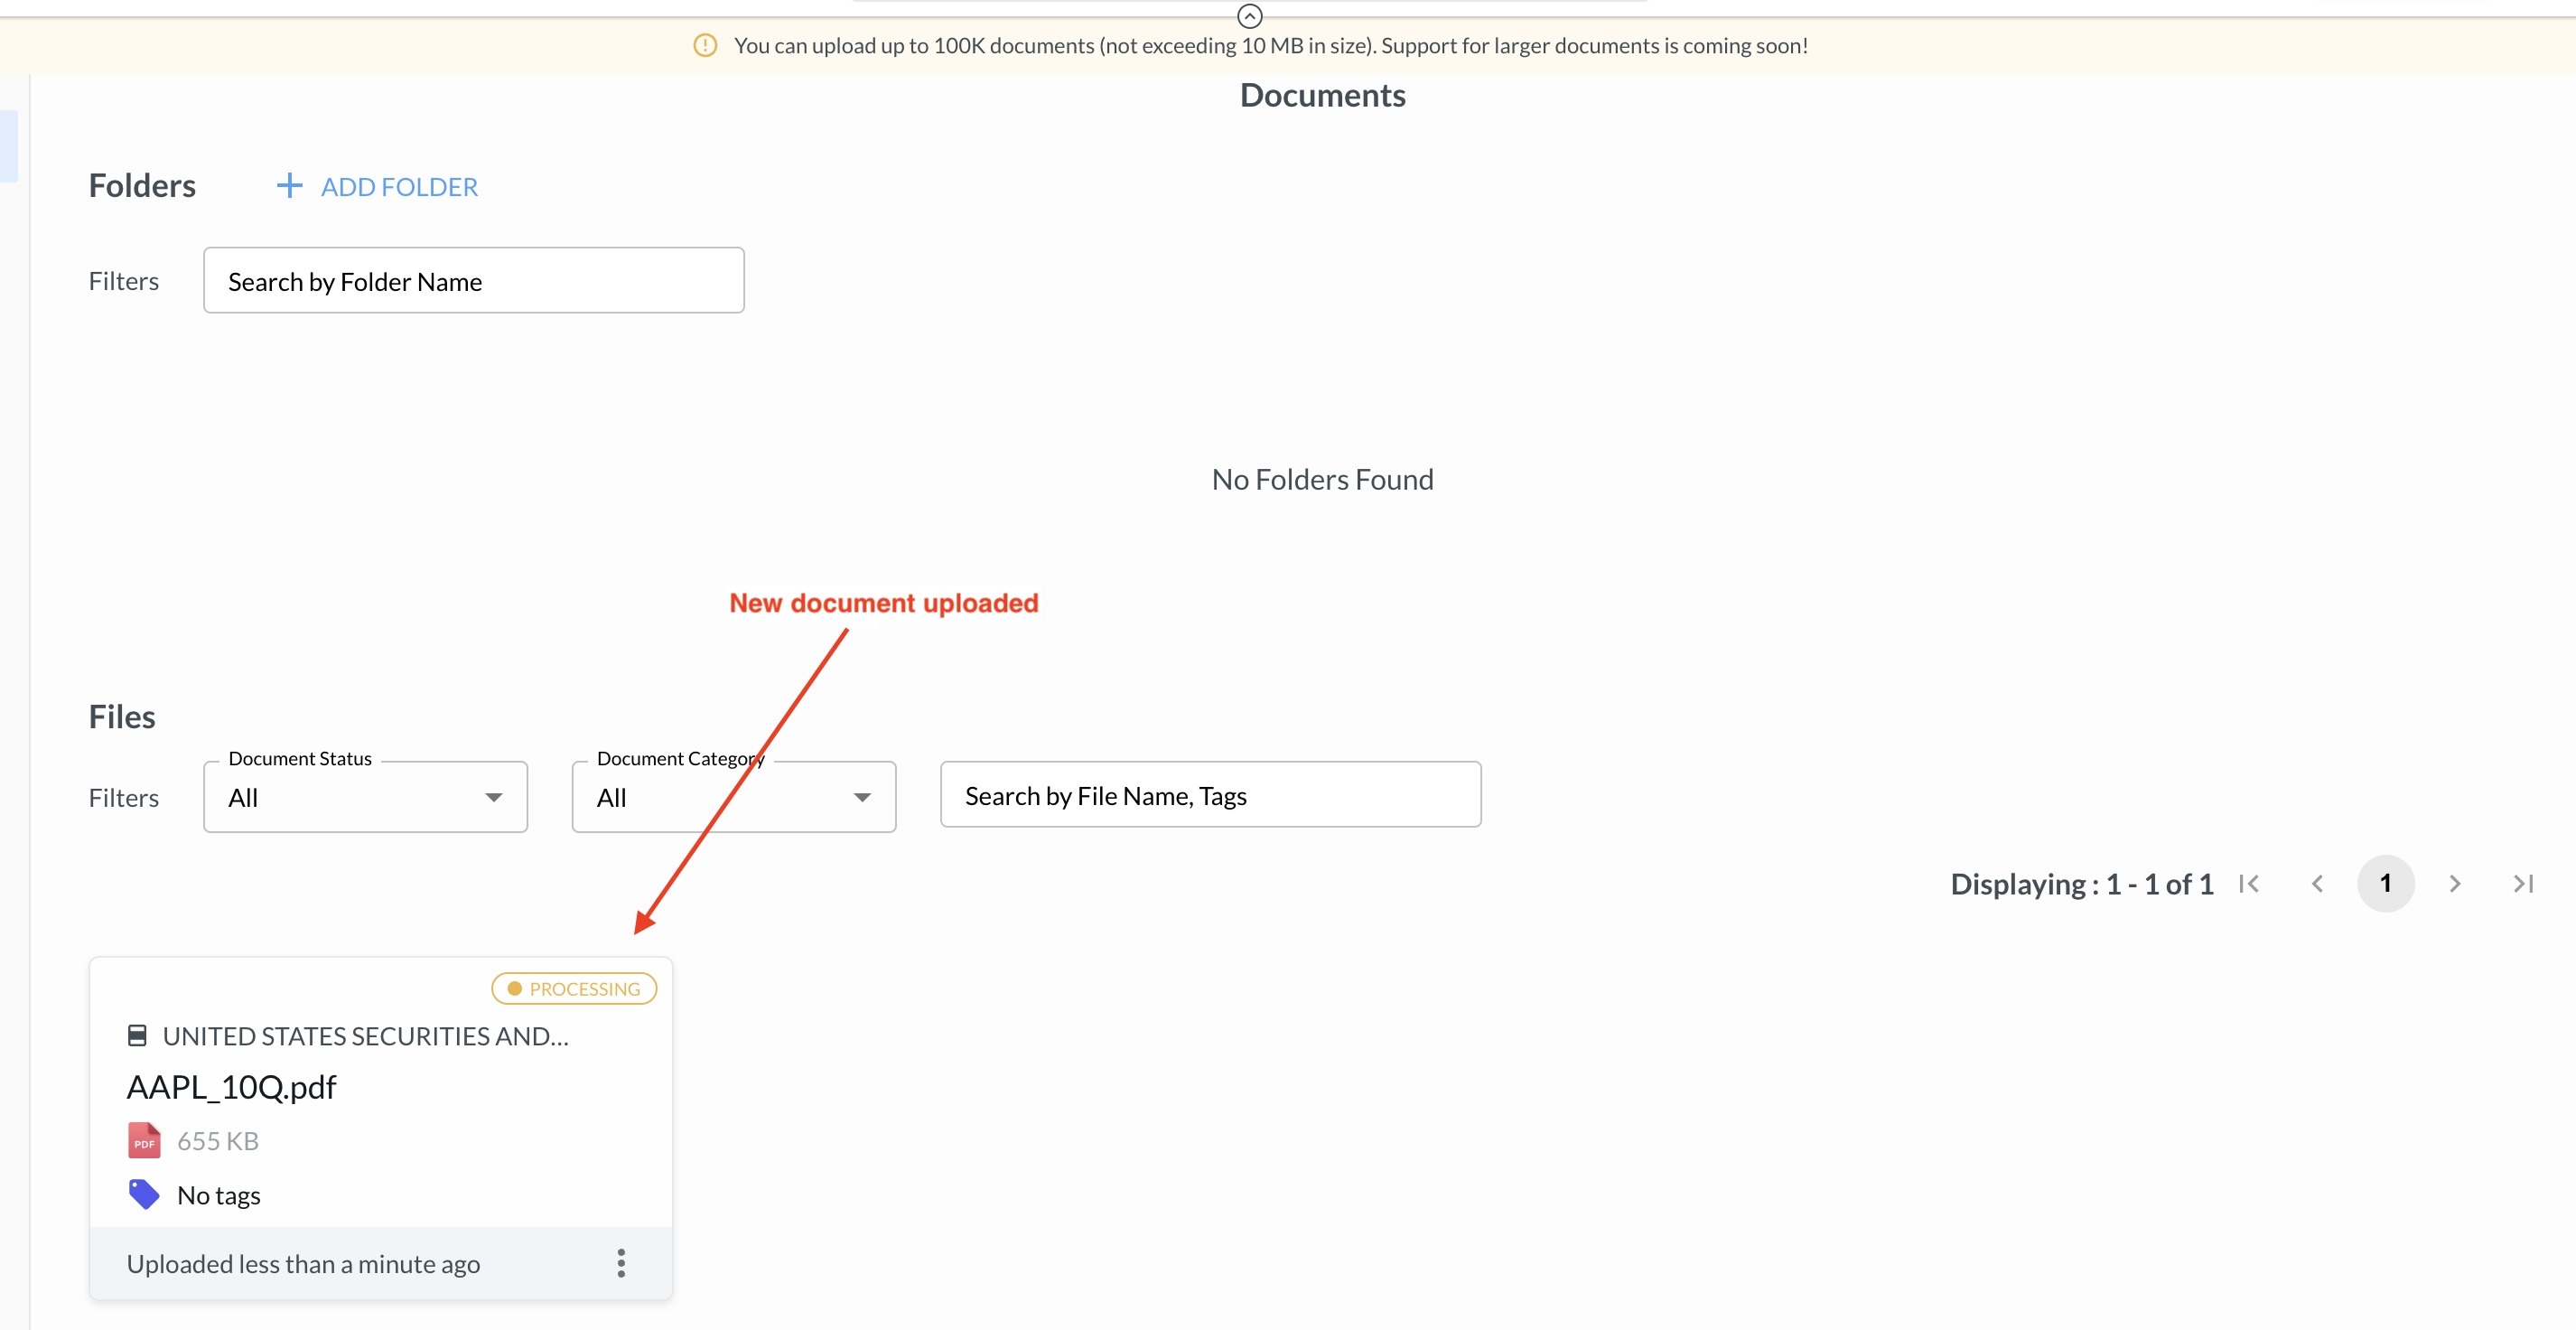 You can upload up to 100K documents (not exceeding 10 MB in size). Support for larger documents is coming soon!
Documents
Folders
ADD FOLDER
Filters
Search by Folder Name
No Folders Found
New document uploaded
Files
Filters
Document Status
All
Document Category
All
Search by File Name, Tags
Displaying : 1 - 1 of 1
1
PROCESSING
UNITED STATES SECURITIES AND...
AAPL_10Q.pdf
PDF
655 KB
No tags
Uploaded less than a minute ago